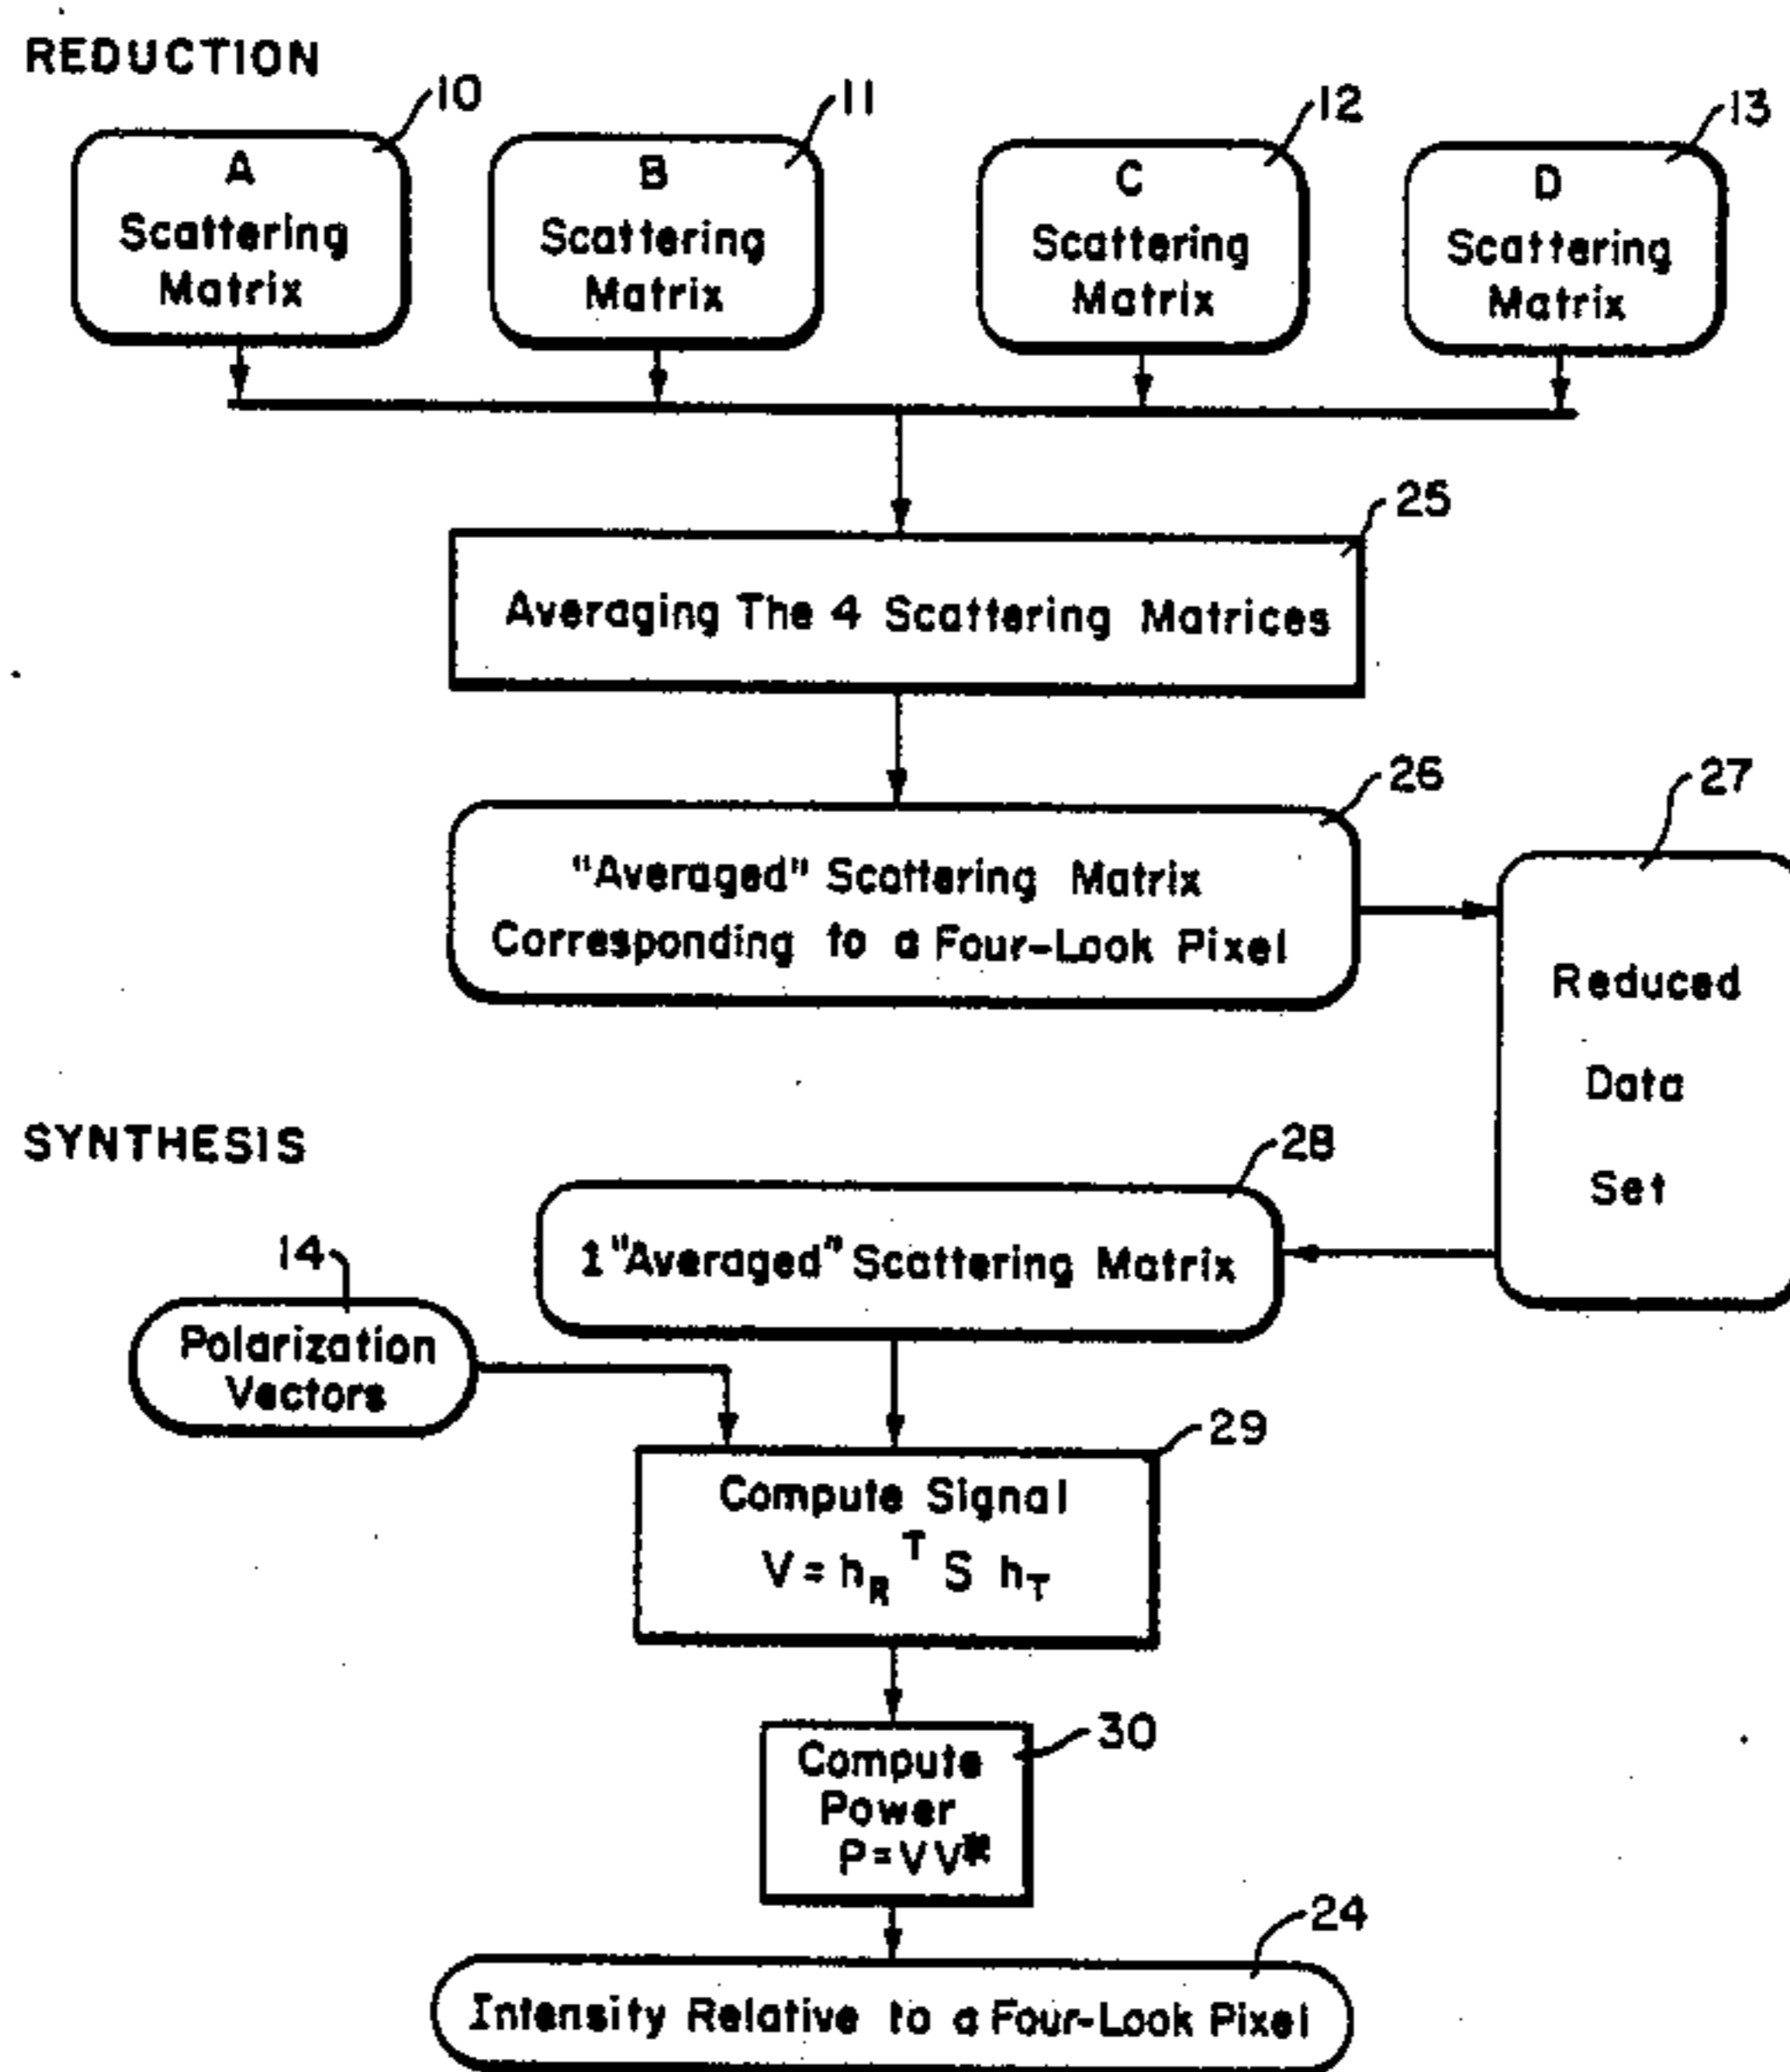 REDUCTION
10
11
12
13
A
Scattering
Matrix
B
Scattering
Matrix
C
Scattering
Matrix
D
Scattering
Matrix
25
Averaging The 4 Scattering Matrices
26
"Averaged" Scattering Matrix
Corresponding to a Four-Look Pixel
27
Reduced
Data
Set
SYNTHESIS
28
1 "Averaged" Scattering Matrix
14
Polarization
Vectors
29
Compute Signal
V = h_R^T S h_T
30
Compute
Power
P = VV*
24
Intensity Relative to a Four-Look Pixel